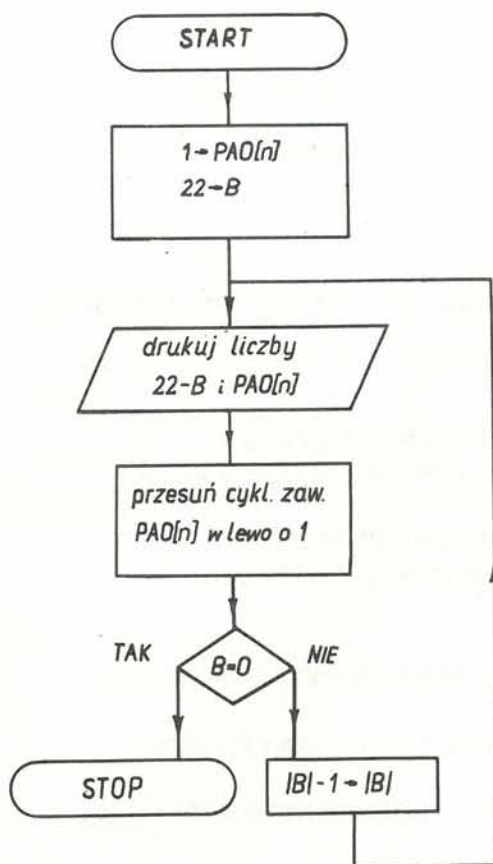 START
1→PAO[n]
22→B
drukuj liczby
22-B i PAO[n]
przesuń cykl. zaw.
PAO[n] w lewo o 1
TAK
B=0
NIE
STOP
|B|-1→|B|